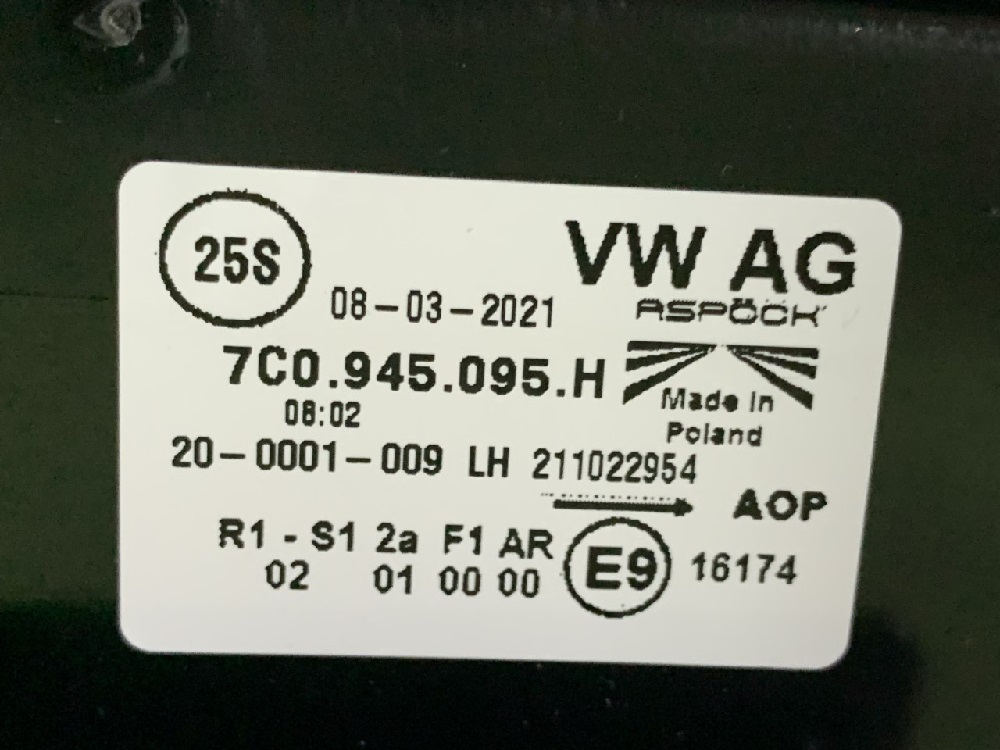 25S
VW AG
08-03-2021
ASPÖCK
7C0.945.095.H
Made in
Poland
08:02
20-0001-009 LH 211022954
AOP
R1 - S1 2a F1 AR
02 01 00 00
E9
16174